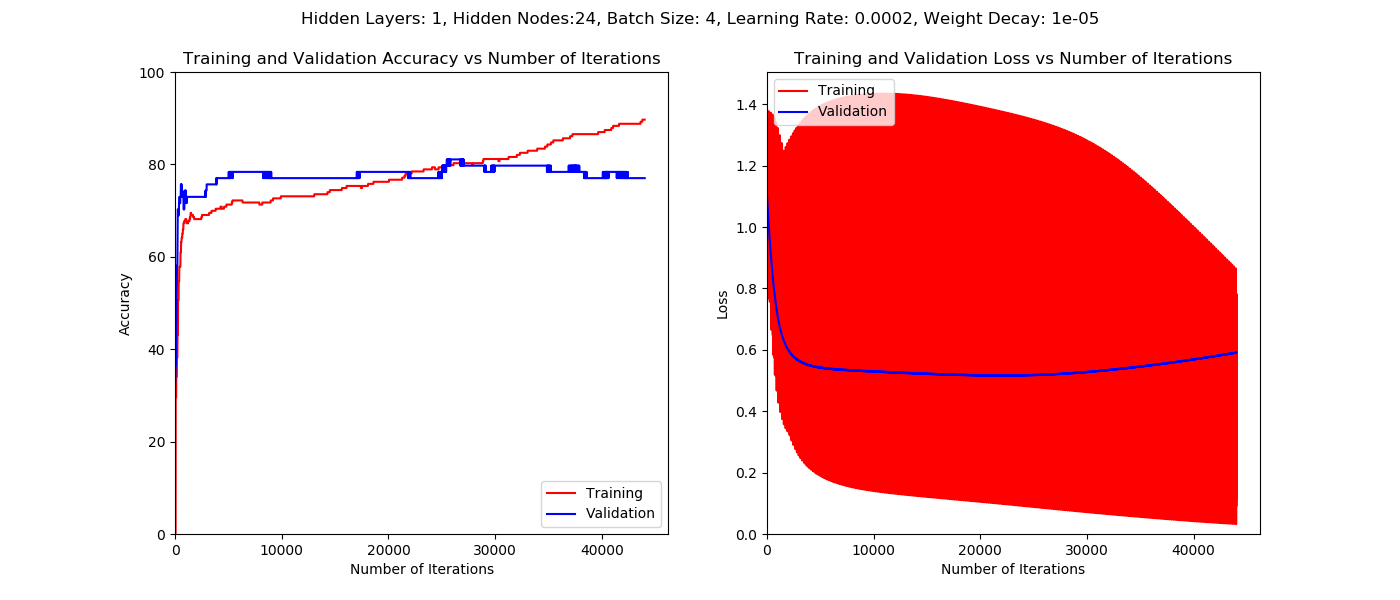 Hidden Layers: 1, Hidden Nodes:24, Batch Size: 4, Learning Rate: 0.0002, Weight Decay: 1e-05
Training and Validation Accuracy vs Number of Iterations
100
80
60
40
20
0
Accuracy
0 10000 20000 30000 40000
Number of Iterations
Training
Validation
Training and Validation Loss vs Number of Iterations
Training
Validation
1.4
1.2
1.0
0.8
0.6
0.4
0.2
0.0
Loss
0 10000 20000 30000 40000
Number of Iterations